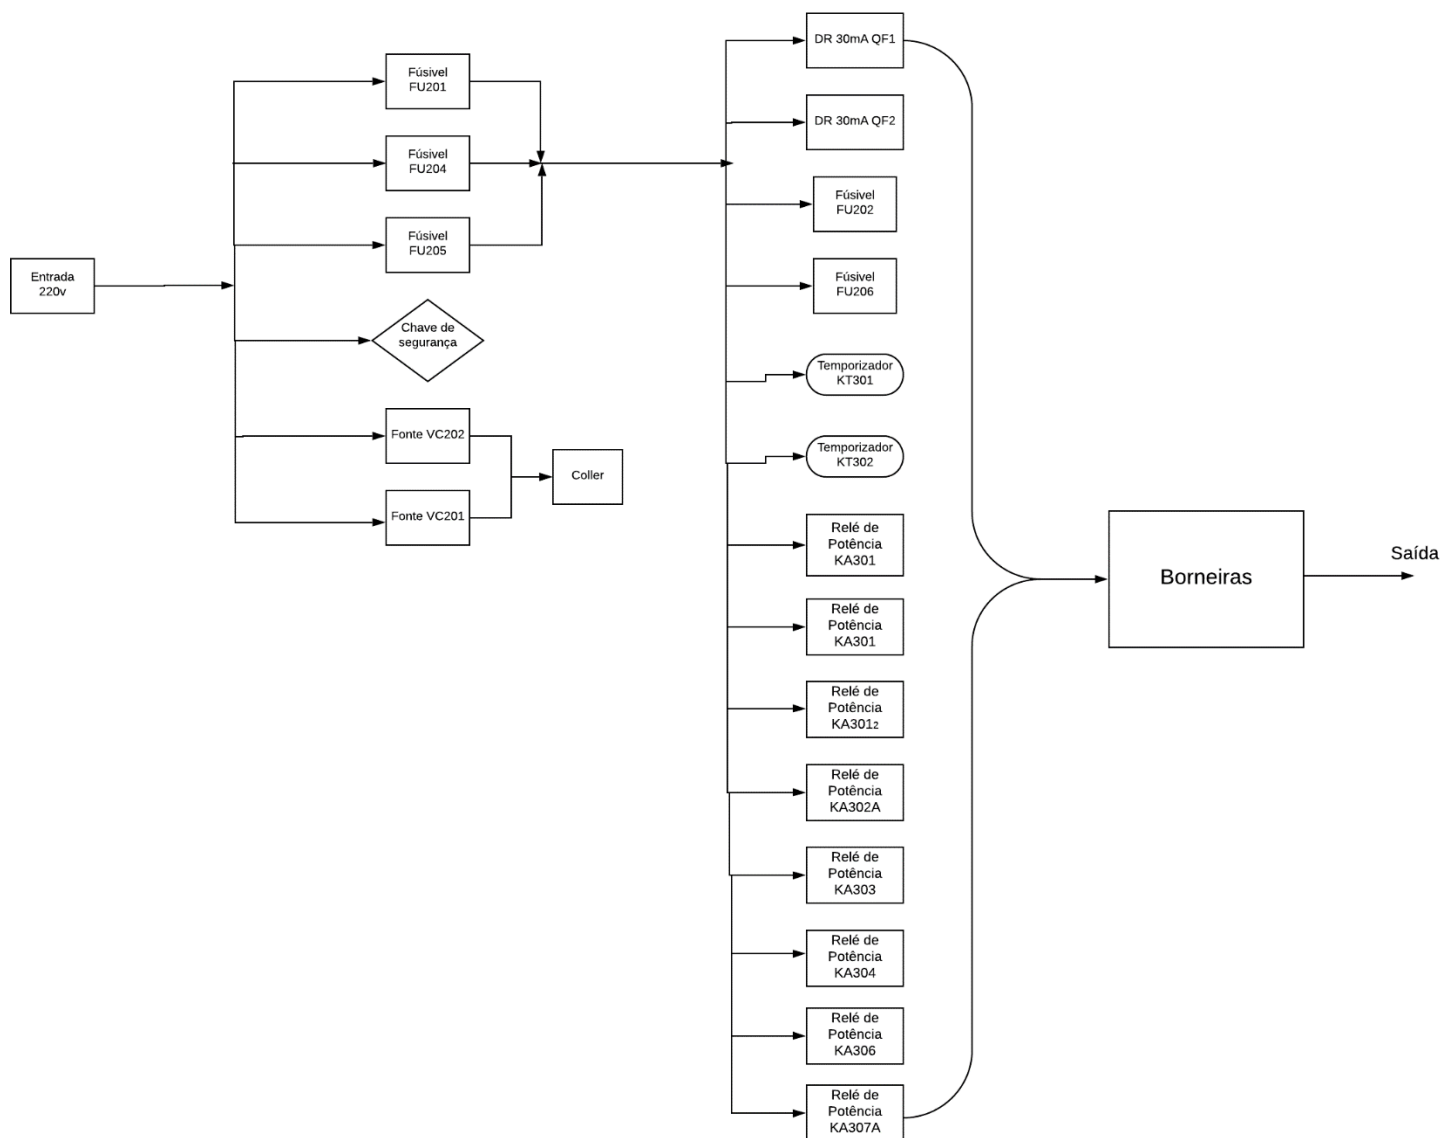 Entrada
220v
Fúsivel
FU201
Fúsivel
FU204
Fúsivel
FU205
Chave de
segurança
Fonte VC202
Fonte VC201
Coller
DR 30mA QF1
DR 30mA QF2
Fúsivel
FU202
Fúsivel
FU206
Temporizador
KT301
Temporizador
KT302
Relé de
Potência
KA301
Relé de
Potência
KA301
Relé de
Potência
KA3012
Relé de
Potência
KA302A
Relé de
Potência
KA303
Relé de
Potência
KA304
Relé de
Potência
KA306
Relé de
Potência
KA307A
Borneiras
Saída